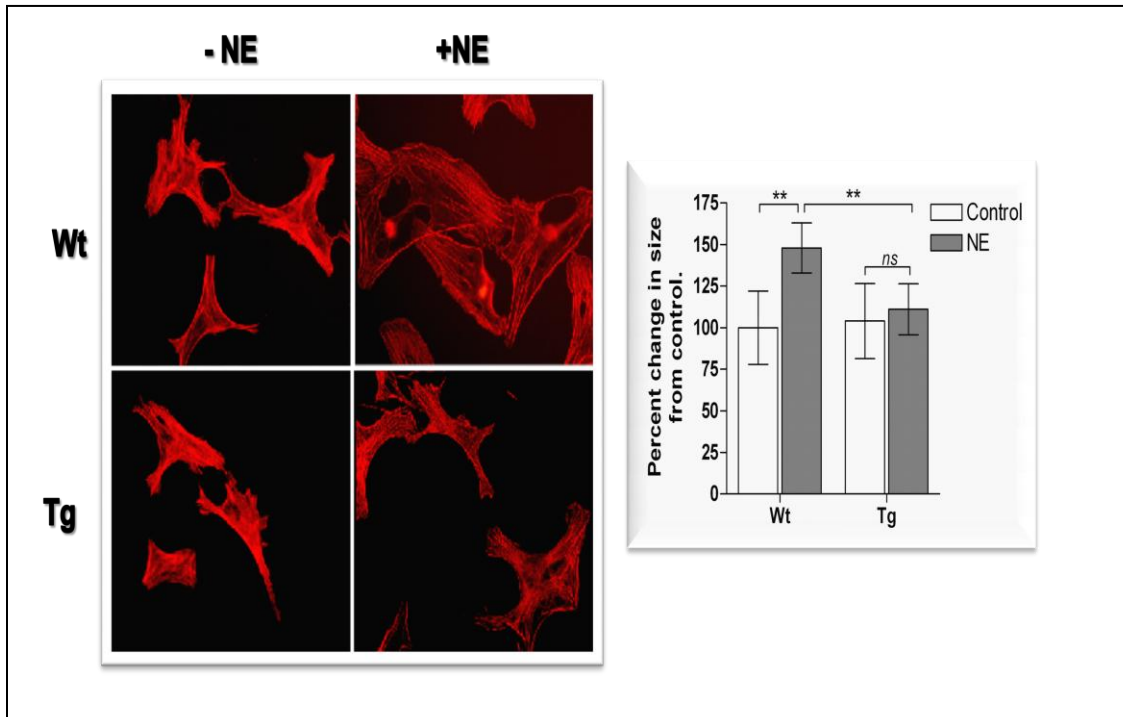 - NE +NE
Wt
Tg
Percent change in size
from control.
175
150
125
100
75
50
25
0
** **
ns
Wt Tg
Control
NE